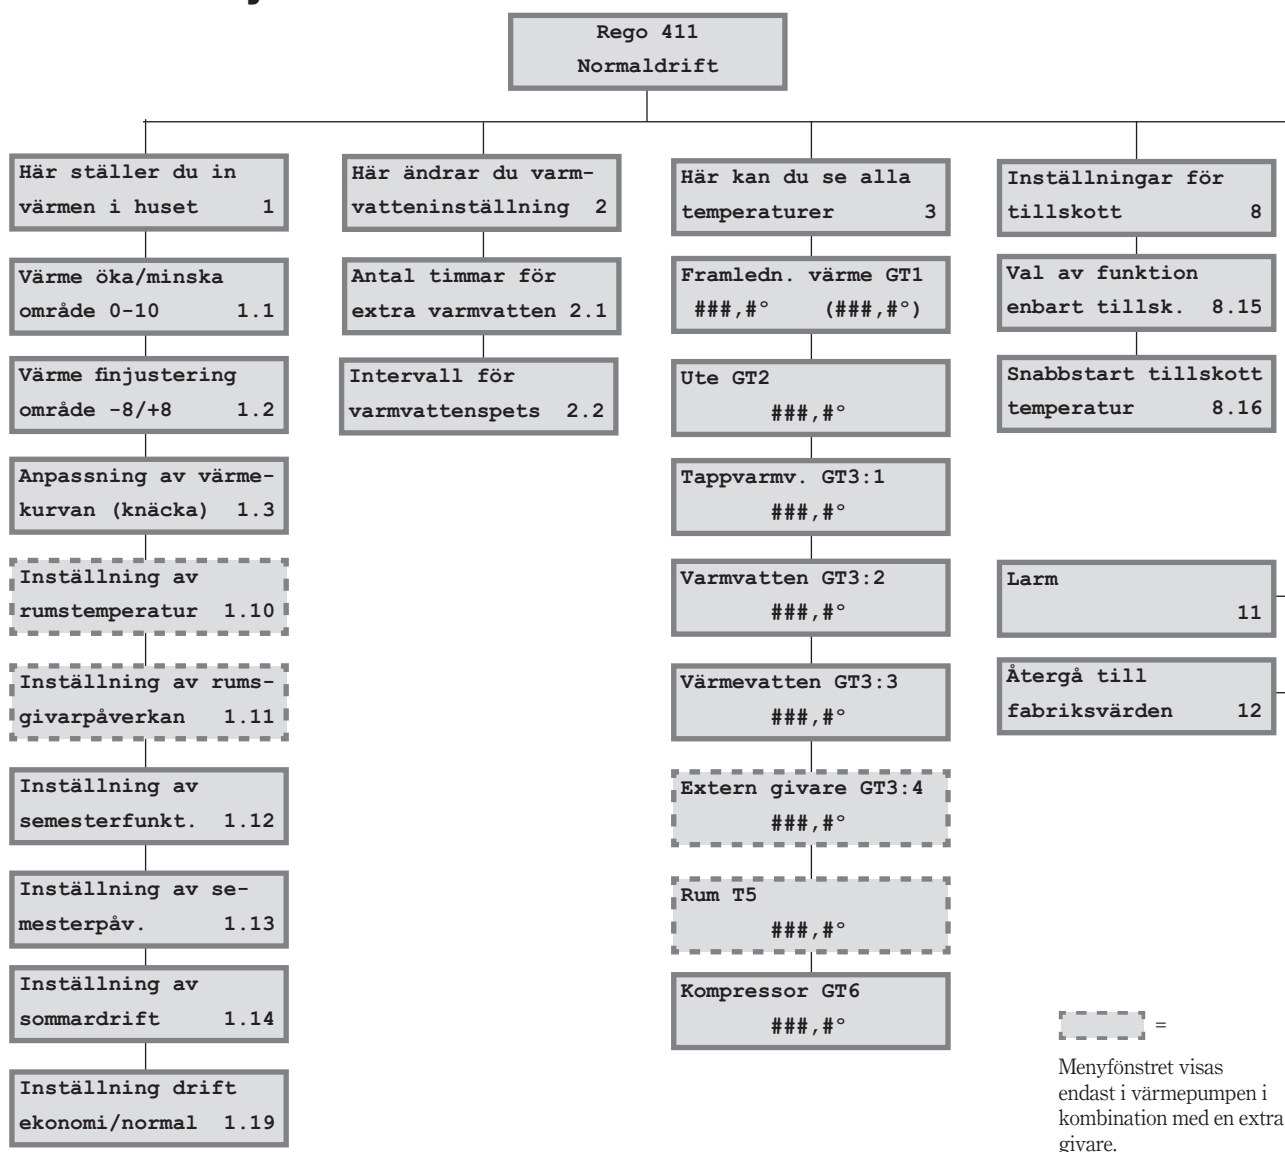 Rego 411
Normaldrift
Här ställer du in
värmen i huset 1
Värme öka/minska
område 0-10 1.1
Värme finjustering
område -8/+8 1.2
Anpassning av värme-
kurvan (knäcka) 1.3
Inställning av
rumstemperatur 1.10
Inställning av rums-
givarpåverkan 1.11
Inställning av
semesterfunkt. 1.12
Inställning av se-
mesterpåv. 1.13
Inställning av
sommardrift 1.14
Inställning drift
ekonomi/normal 1.19
Här ändrar du varm-
vatteninställning 2
Antal timmar för
extra varmvatten 2.1
Intervall för
varmvattenspets 2.2
Här kan du se alla
temperaturer 3
Framledn. värme GT1
###,#° (###,#°)
Ute GT2
###,#°
Tappvarmv. GT3:1
###,#°
Varmvatten GT3:2
###,#°
Värmevatten GT3:3
###,#°
Extern givare GT3:4
###,#°
Rum T5
###,#°
Kompressor GT6
###,#°
Inställningar för
tillskott 8
Val av funktion
enbart tillsk. 8.15
Snabbstart tillskott
temperatur 8.16
Larm
11
Återgå till
fabriksvärden 12
=
Menyfönstret visas
endast i värmepumpen i
kombination med en extra
givare.